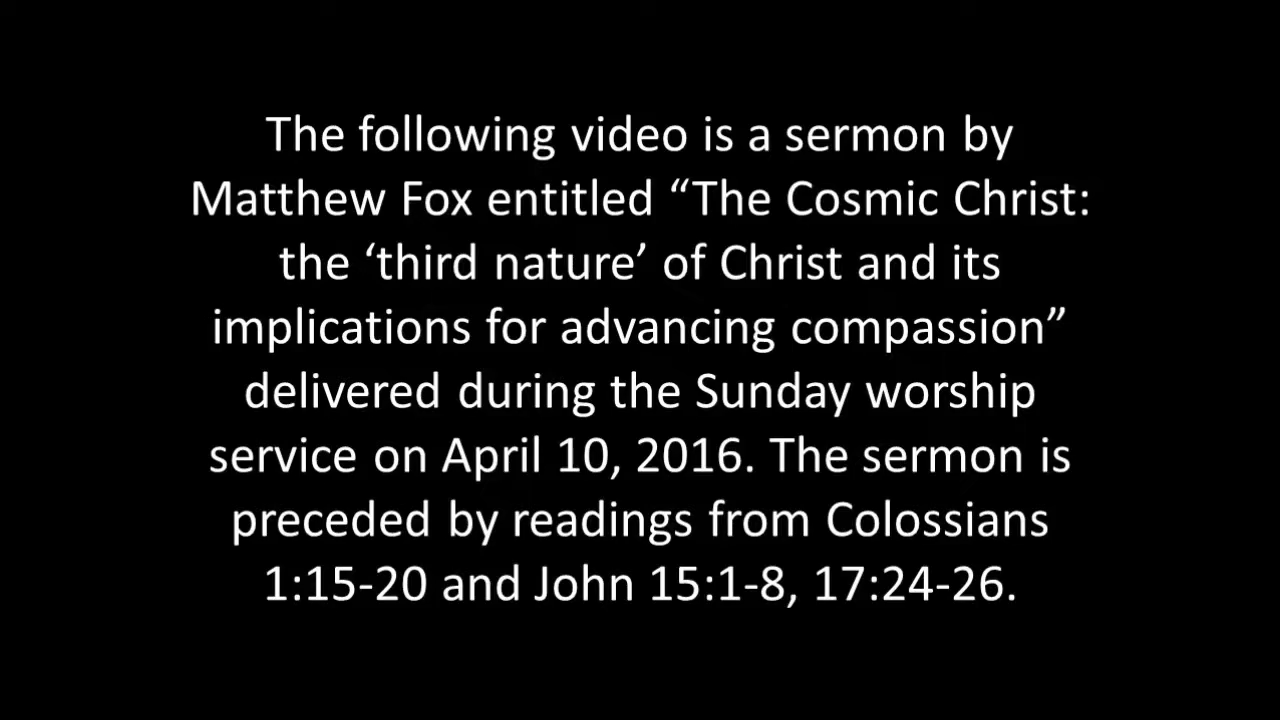 The following video is a sermon by
Matthew Fox entitled “The Cosmic Christ:
the ‘third nature’ of Christ and its
implications for advancing compassion”
delivered during the Sunday worship
service on April 10, 2016. The sermon is
preceded by readings from Colossians
1:15-20 and John 15:1-8, 17:24-26.